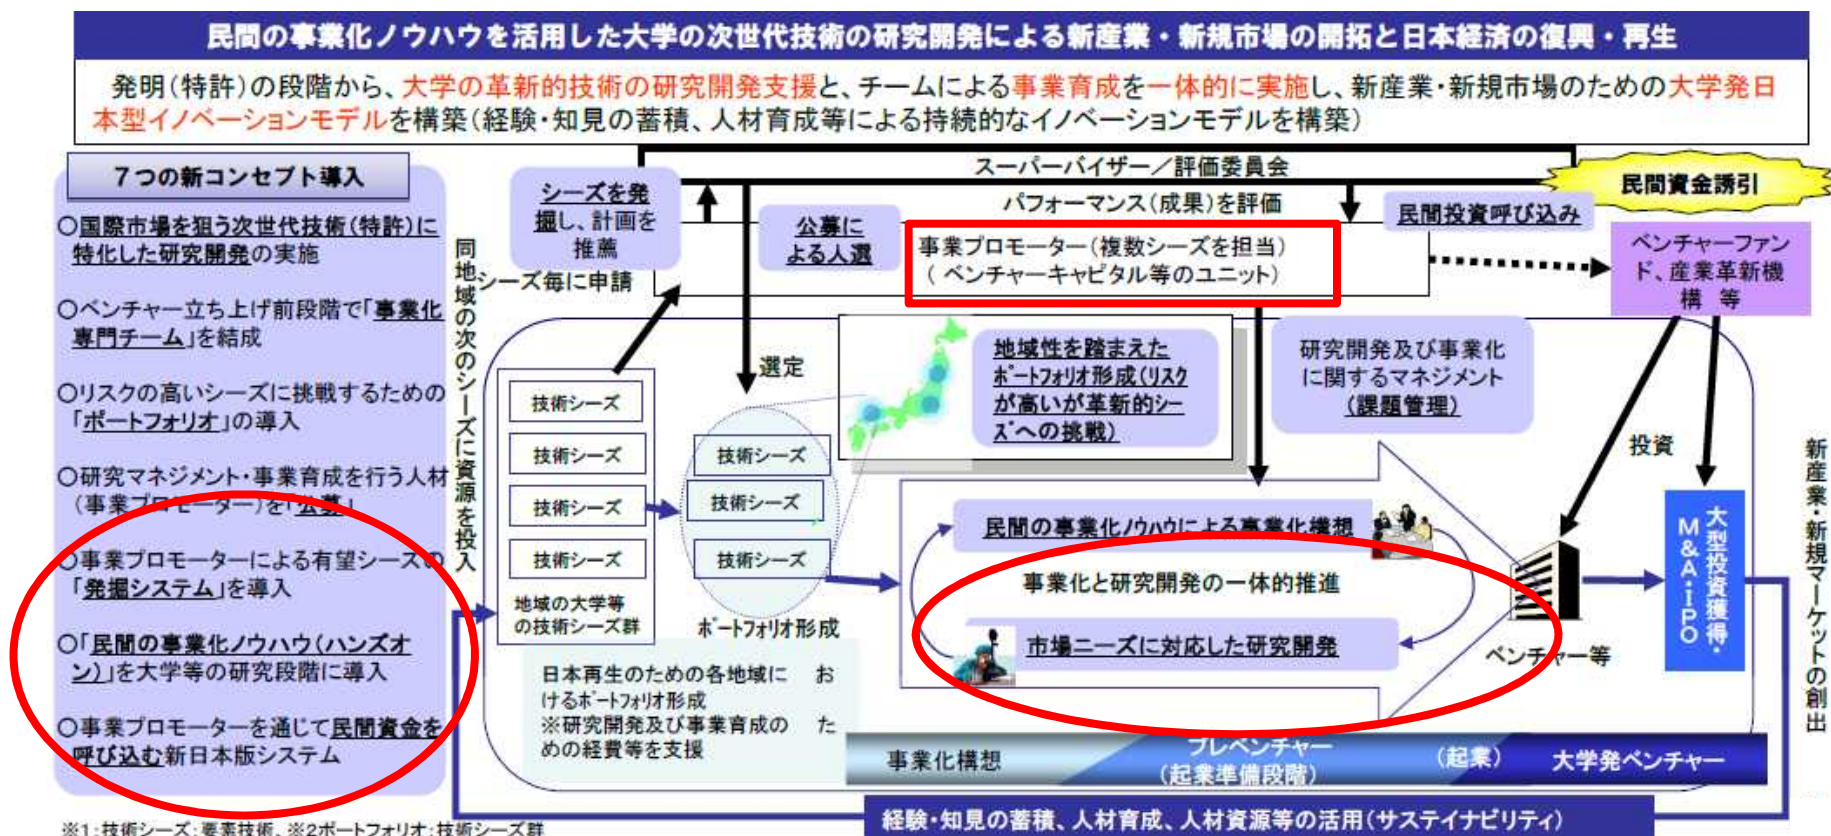 民間の事業化ノウハウを活用した大学の次世代技術の研究開発による新産業・新規市場の開拓と日本経済の復興・再生
発明(特許)の段階から、大学の革新的技術の研究開発支援と、チームによる事業育成を一体的に実施し、新産業・新規市場のための大学発日
本型イノベーションモデルを構築(経験・知見の蓄積、人材育成等による持続的なイノベーションモデルを構築)
7つの新コンセプト導入
○国際市場を狙う次世代技術(特許)に
特化した研究開発の実施
○ベンチャー立ち上げ前段階で「事業化
専門チーム」を結成
○リスクの高いシーズに挑戦するための
「ポートフォリオ」の導入
○研究マネジメント・事業育成を行う人材
(事業プロモーター)を「公募」
○事業プロモーターによる有望シーズの
「発掘システム」を導入
○「民間の事業化ノウハウ(ハンズオ
ン)」を大学等の研究段階に導入
○事業プロモーターを通じて民間資金を
呼び込む新日本版システム
同地域の次のシーズに資源を投入
シーズを発
掘し、計画を
推薦
シーズ毎に申請
スーパーバイザー/評価委員会
パフォーマンス(成果)を評価
公募に
よる人選
事業プロモーター(複数シーズを担当)
(ベンチャーキャピタル等のユニット)
民間投資呼び込み
民間資金誘引
ベンチャーファン
ド、産業革新機
構 等
選定
地域性を踏まえた
ポートフォリオ形成(リスク
が高いが革新的シー
ズへの挑戦)
研究開発及び事業化
に関するマネジメント
(課題管理)
投資
技術シーズ
技術シーズ
技術シーズ
技術シーズ
地域の大学等
の技術シーズ群
技術シーズ
技術シーズ
技術シーズ
ポートフォリオ形成
日本再生のための各地域に お
けるポートフォリオ形成
※研究開発及び事業育成の た
めの経費等を支援
民間の事業化ノウハウによる事業化構想
事業化と研究開発の一体的推進
市場ニーズに対応した研究開発
ベンチャー等
大型投資獲得・
M&A・IPO
新産業・新規マーケットの創出
事業化構想
プレベンチャー
(起業準備段階)
(起業)
大学発ベンチャー
経験・知見の蓄積、人材育成、人材資源等の活用(サステイナビリティ)
※1:技術シーズ:要素技術、※2ポートフォリオ:技術シーズ群